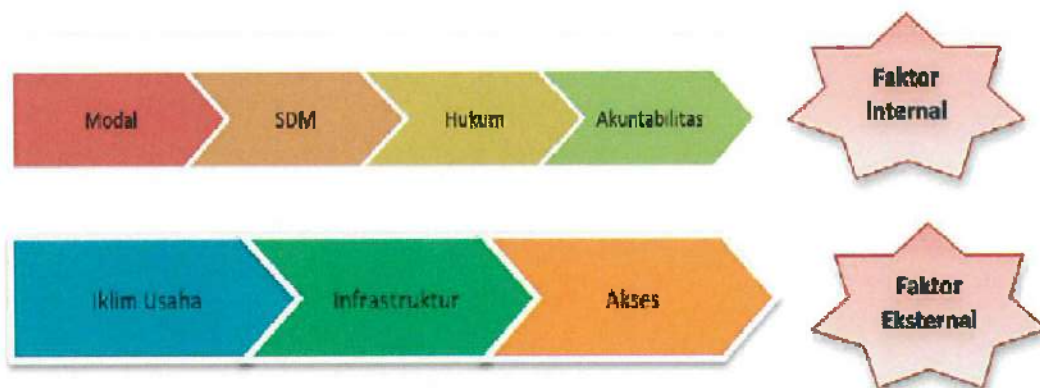 Modal
SDM
Hukum
Akuntabilitas
Faktor
Internal
Iklim Usaha
Infrastruktur
Akses
Faktor
Eksternal